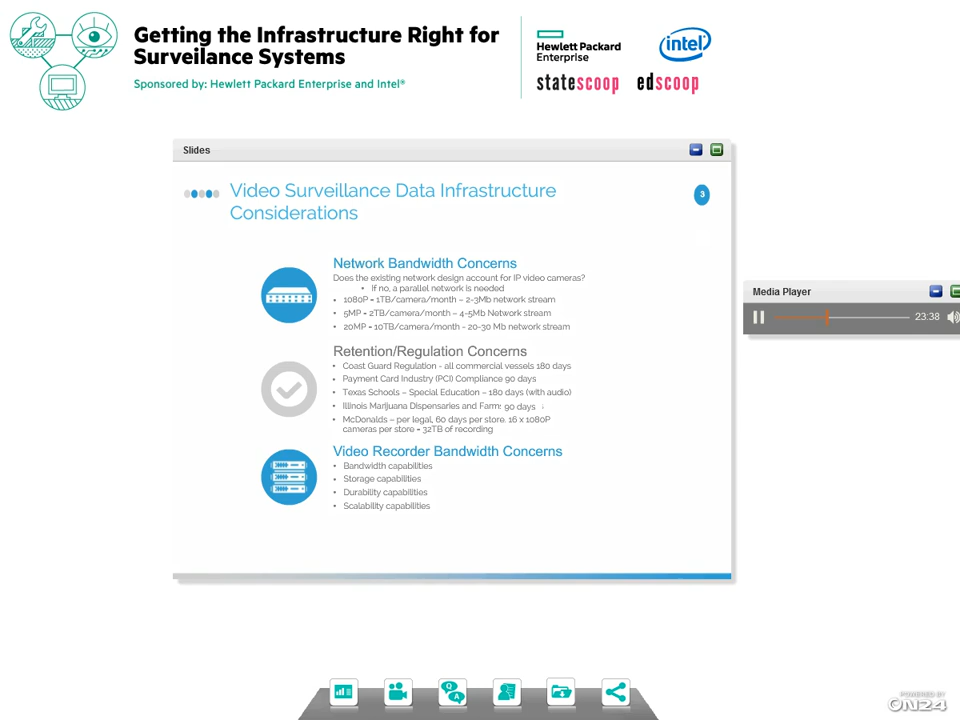 Getting the Infrastructure Right for
Surveilance Systems
Sponsored by: Hewlett Packard Enterprise and Intel®
Hewlett Packard
Enterprise
intel®
statescoop
edscoop
Slides
Video Surveillance Data Infrastructure
Considerations
3
Network Bandwidth Concerns
Does the existing network design account for IP video cameras?
• If no, a parallel network is needed
• 1080P = 1TB/camera/month – 2-3Mb network stream
• 5MP = 2TB/camera/month – 4-5Mb Network stream
• 20MP = 10TB/camera/month - 20-30 Mb network stream
Retention/Regulation Concerns
• Coast Guard Regulation - all commercial vessels 180 days
• Payment Card Industry (PCI) Compliance 90 days
• Texas Schools – Special Education – 180 days (with audio)
• Illinois Marijuana Dispensaries and Farms 90 days
• McDonalds – per legal, 60 days per store. 16 x 1080P
cameras per store = 32TB of recording
Video Recorder Bandwidth Concerns
• Bandwidth capabilities
• Storage capabilities
• Durability capabilities
• Scalability capabilities
Media Player
23:38
Q
A
POWERED BY
ON24